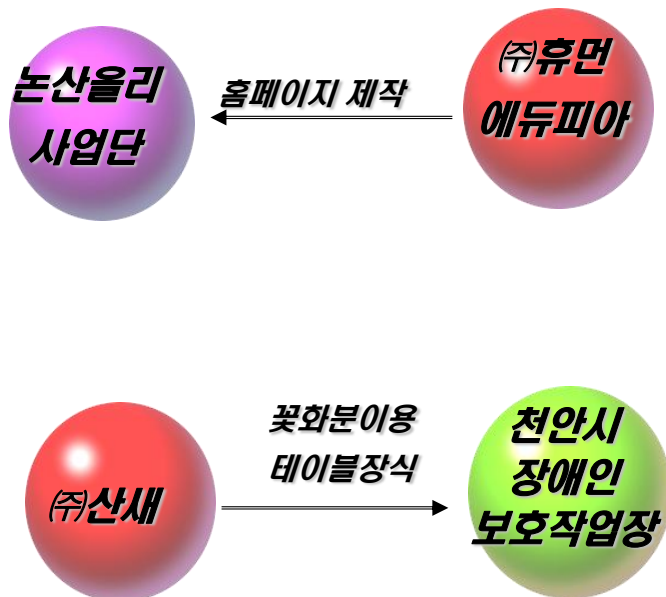 논산올리
사업단
홈페이지 제작
㈜휴먼
에듀피아
꽃화분이용
테이블장식
㈜산새
천안시
장애인
보호작업장